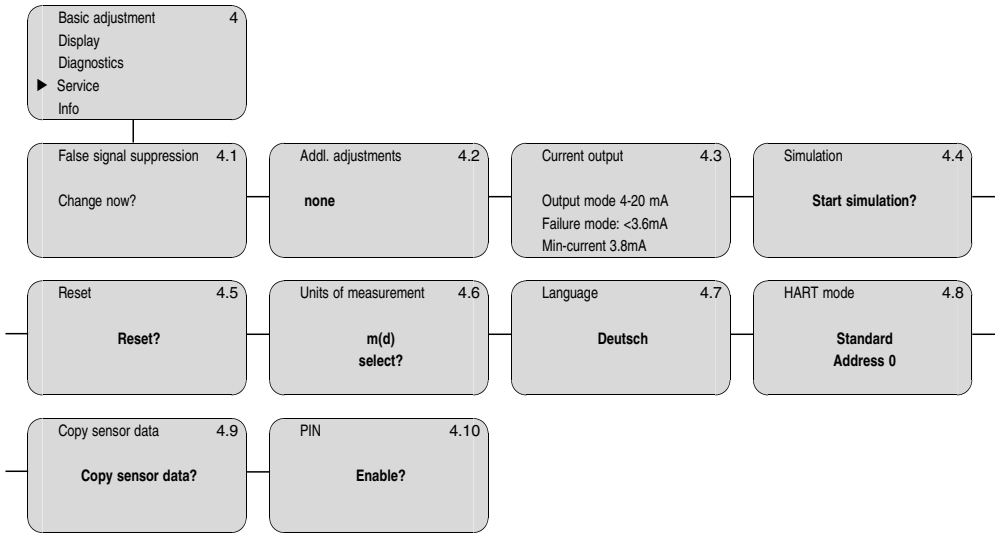 Basic adjustment 4
Display
Diagnostics
▶ Service
Info
False signal suppression 4.1
Change now?
Addl. adjustments 4.2
none
Current output 4.3
Output mode 4-20 mA
Failure mode: <3.6mA
Min-current 3.8mA
Simulation 4.4
Start simulation?
Reset 4.5
Reset?
Units of measurement 4.6
m(d)
select?
Language 4.7
Deutsch
HART mode 4.8
Standard
Address 0
Copy sensor data 4.9
Copy sensor data?
PIN 4.10
Enable?